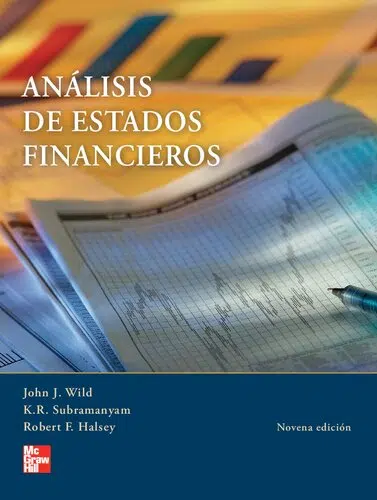 ANÁLISIS
DE ESTADOS
FINANCIEROS
John J. Wild
K.R. Subramanyam
Robert F. Halsey
Novena edición
Mc
Graw
Hill